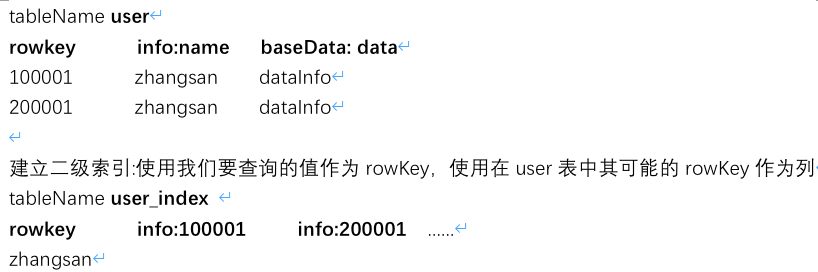 tableName user
rowkey info:name baseData: data
100001 zhangsan dataInfo
200001 zhangsan dataInfo
建立二级索引:使用我们要查询的值作为 rowKey，使用在 user 表中其可能的 rowKey 作为列
tableName user_index
rowkey info:100001 info:200001 ......
zhangsan